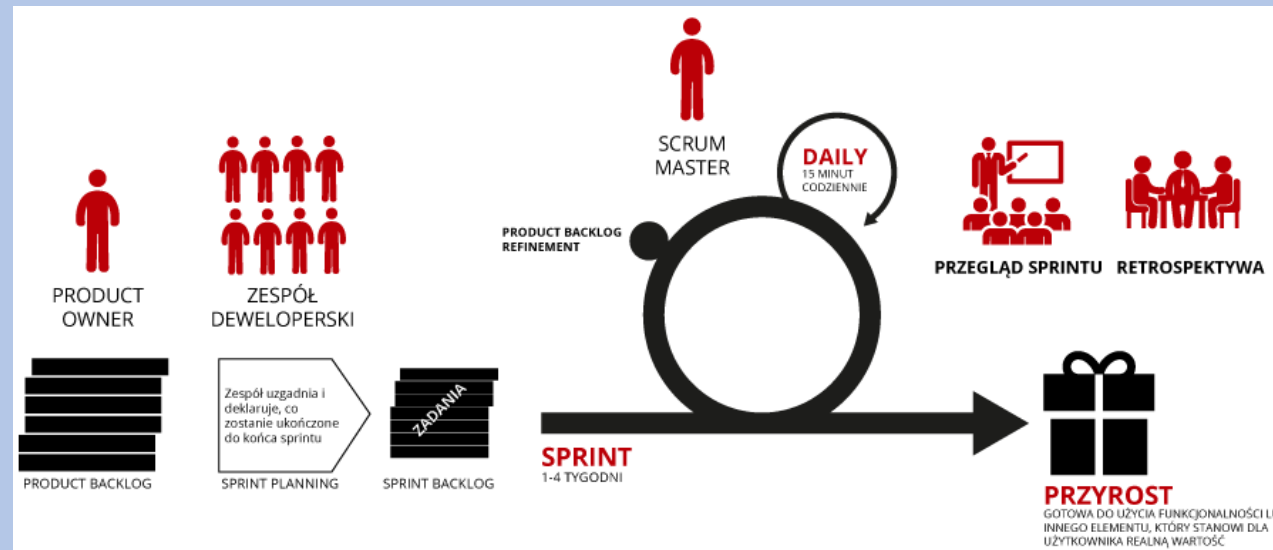 SCRUM
MASTER
DAILY
15 MINUT
CODZIENNIE
PRODUCT BACKLOG
REFINEMENT
PRZEGLĄD SPRINTU
RETROSPEKTYWA
PRODUCT
OWNER
ZESPÓŁ
DEWELOPERSKI
Zespół uzgadnia i
deklaruje, co
zostanie ukończone
do końca sprintu
ZADANIA
PRODUCT BACKLOG
SPRINT PLANNING
SPRINT BACKLOG
SPRINT
1-4 TYGODNI
PRZYROST
GOTOWA DO UŻYCIA FUNKCJONALNOŚCI LU
INNEGO ELEMENTU, KTÓRY STANOWI DLA
UŻYTKOWNIKA REALNĄ WARTOŚĆ